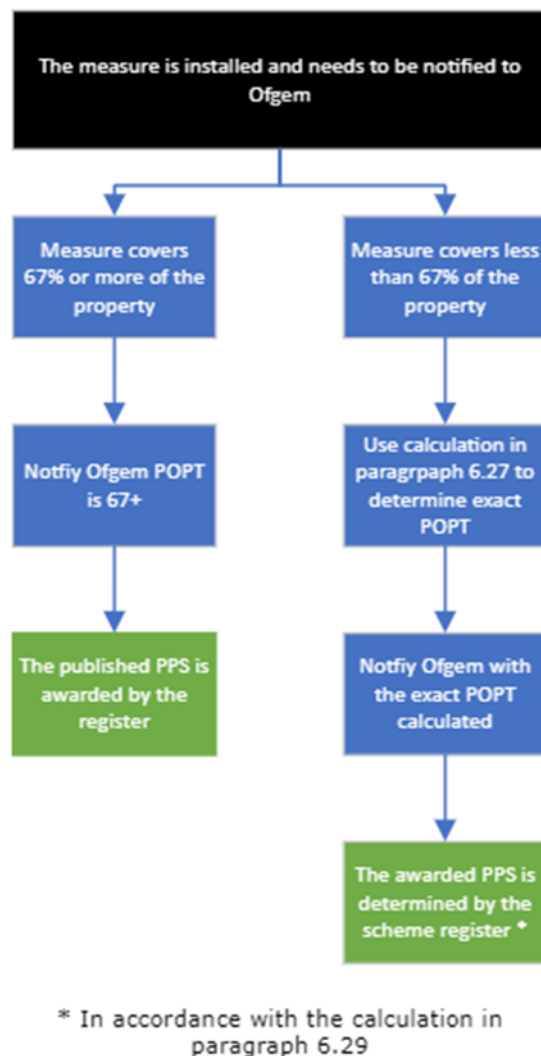 The measure is installed and needs to be notified to
Ofgem
Measure covers
67% or more of the
property
Measure covers less
than 67% of the
property
Notfiy Ofgem POPT
is 67+
Use calculation in
paragrpaph 6.27 to
determine exact
POPT
The published PPS is
awarded by the
register
Notfiy Ofgem with
the exact POPT
calculated
The awarded PPS is
determined by the
scheme register *
* In accordance with the calculation in
paragraph 6.29